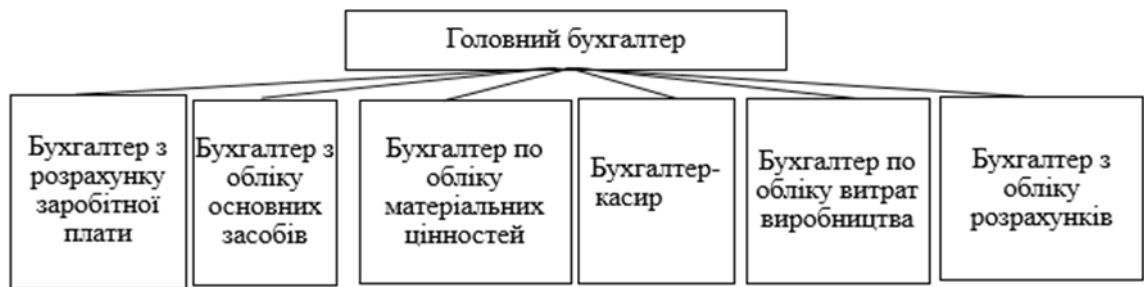 Головний бухгалтер
Бухгалтер з
розрахунку
заробітної
плати
Бухгалтер з
обліку
основних
засобів
Бухгалтер по
обліку
матеріальних
цінностей
Бухгалтер-
касир
Бухгалтер по
обліку витрат
виробництва
Бухгалтер з
обліку
розрахунків